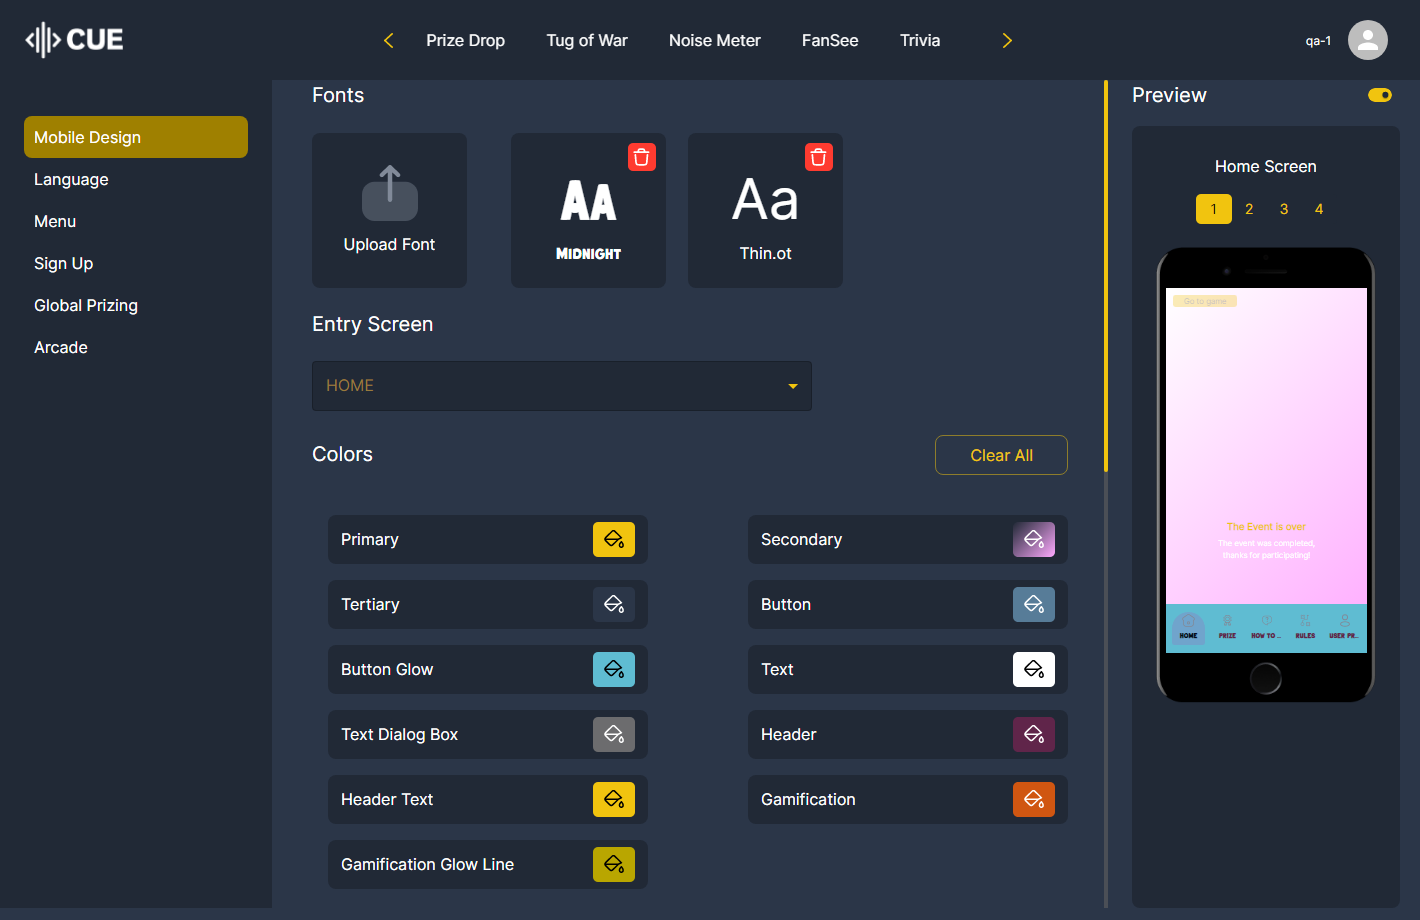 CUE
Prize Drop
Tug of War
Noise Meter
FanSee
Trivia
qa-1
Mobile Design
Language
Menu
Sign Up
Global Prizing
Arcade
Fonts
Upload Font
AA
MIDNIGHT
Aa
Thin.ot
Entry Screen
HOME
Colors
Clear All
Primary
Secondary
Tertiary
Button
Button Glow
Text
Text Dialog Box
Header
Header Text
Gamification
Gamification Glow Line
Preview
Home Screen
1 2 3 4
Go to game
The Event is over
The event was completed,
thanks for participating!
HOME PRIZE HOW TO ... RULES USER PR...